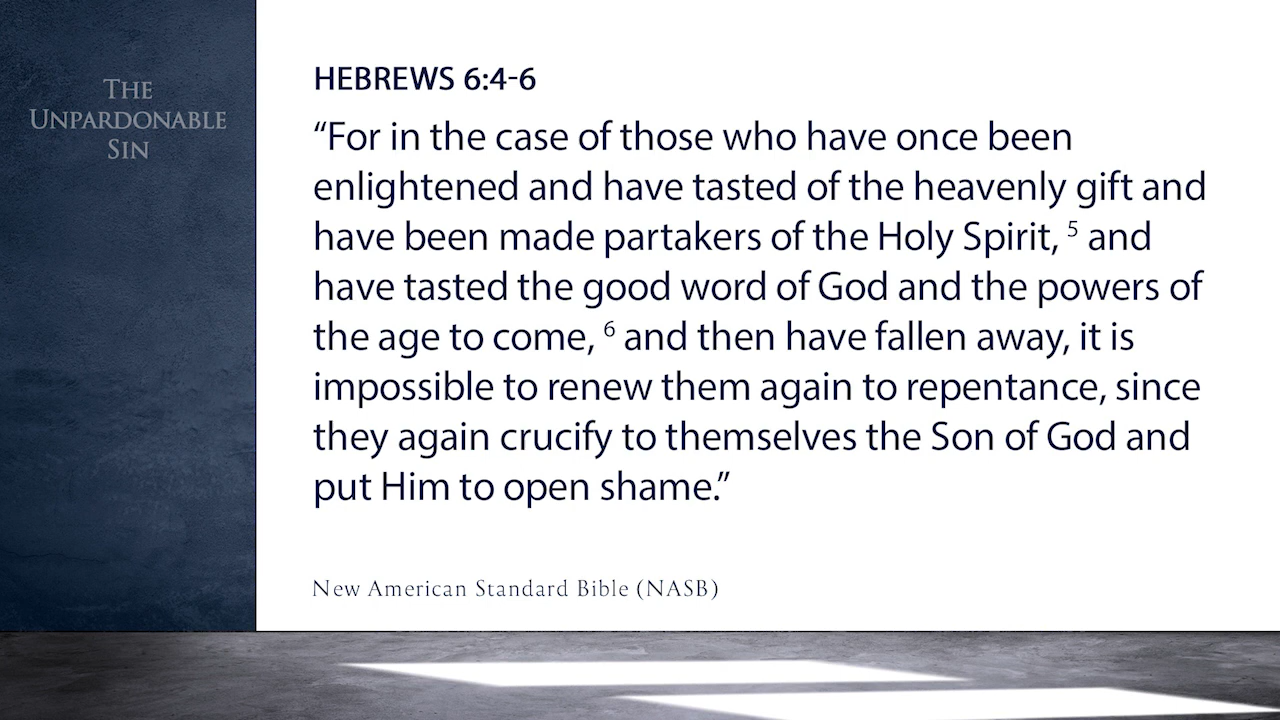 THE
UNPARDONABLE
SIN
HEBREWS 6:4-6
“For in the case of those who have once been
enlightened and have tasted of the heavenly gift and
have been made partakers of the Holy Spirit, ⁵ and
have tasted the good word of God and the powers of
the age to come, ⁶ and then have fallen away, it is
impossible to renew them again to repentance, since
they again crucify to themselves the Son of God and
put Him to open shame.”
New American Standard Bible (NASB)